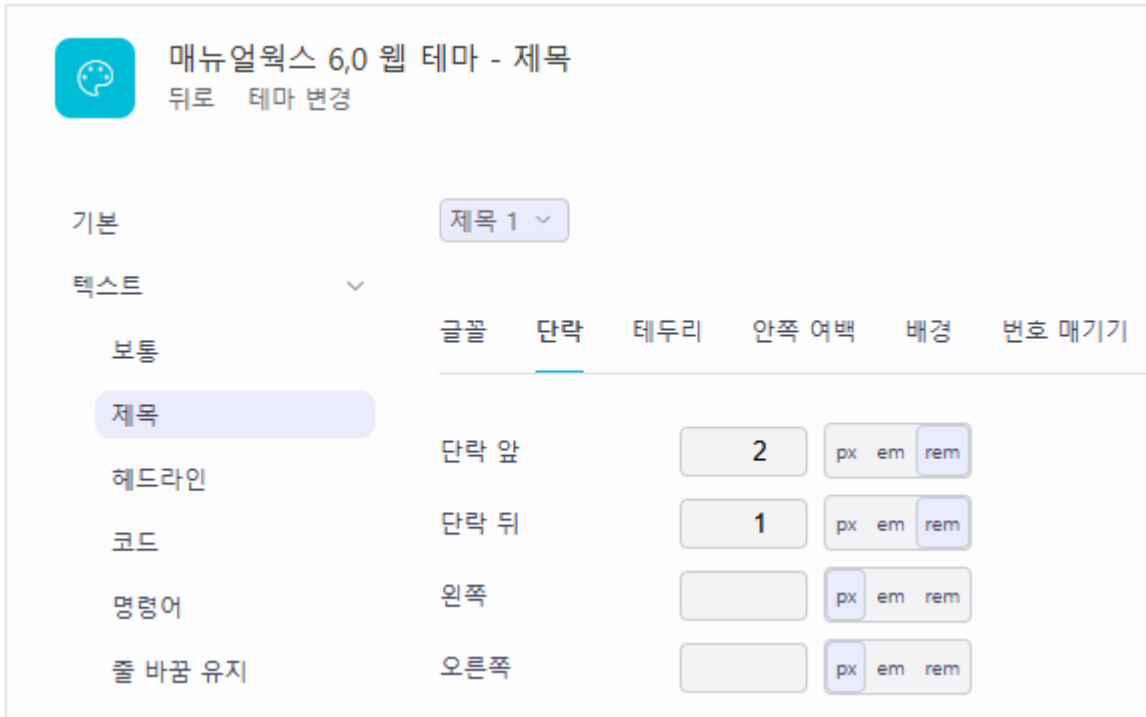 매뉴얼웍스 6,0 웹 테마 - 제목
뒤로 테마 변경
기본
텍스트
보통
제목
헤드라인
코드
명령어
줄 바꿈 유지
제목 1
글꼴 단락 테두리 안쪽 여백 배경 번호 매기기
단락 앞 2 px em rem
단락 뒤 1 px em rem
왼쪽 px em rem
오른쪽 px em rem